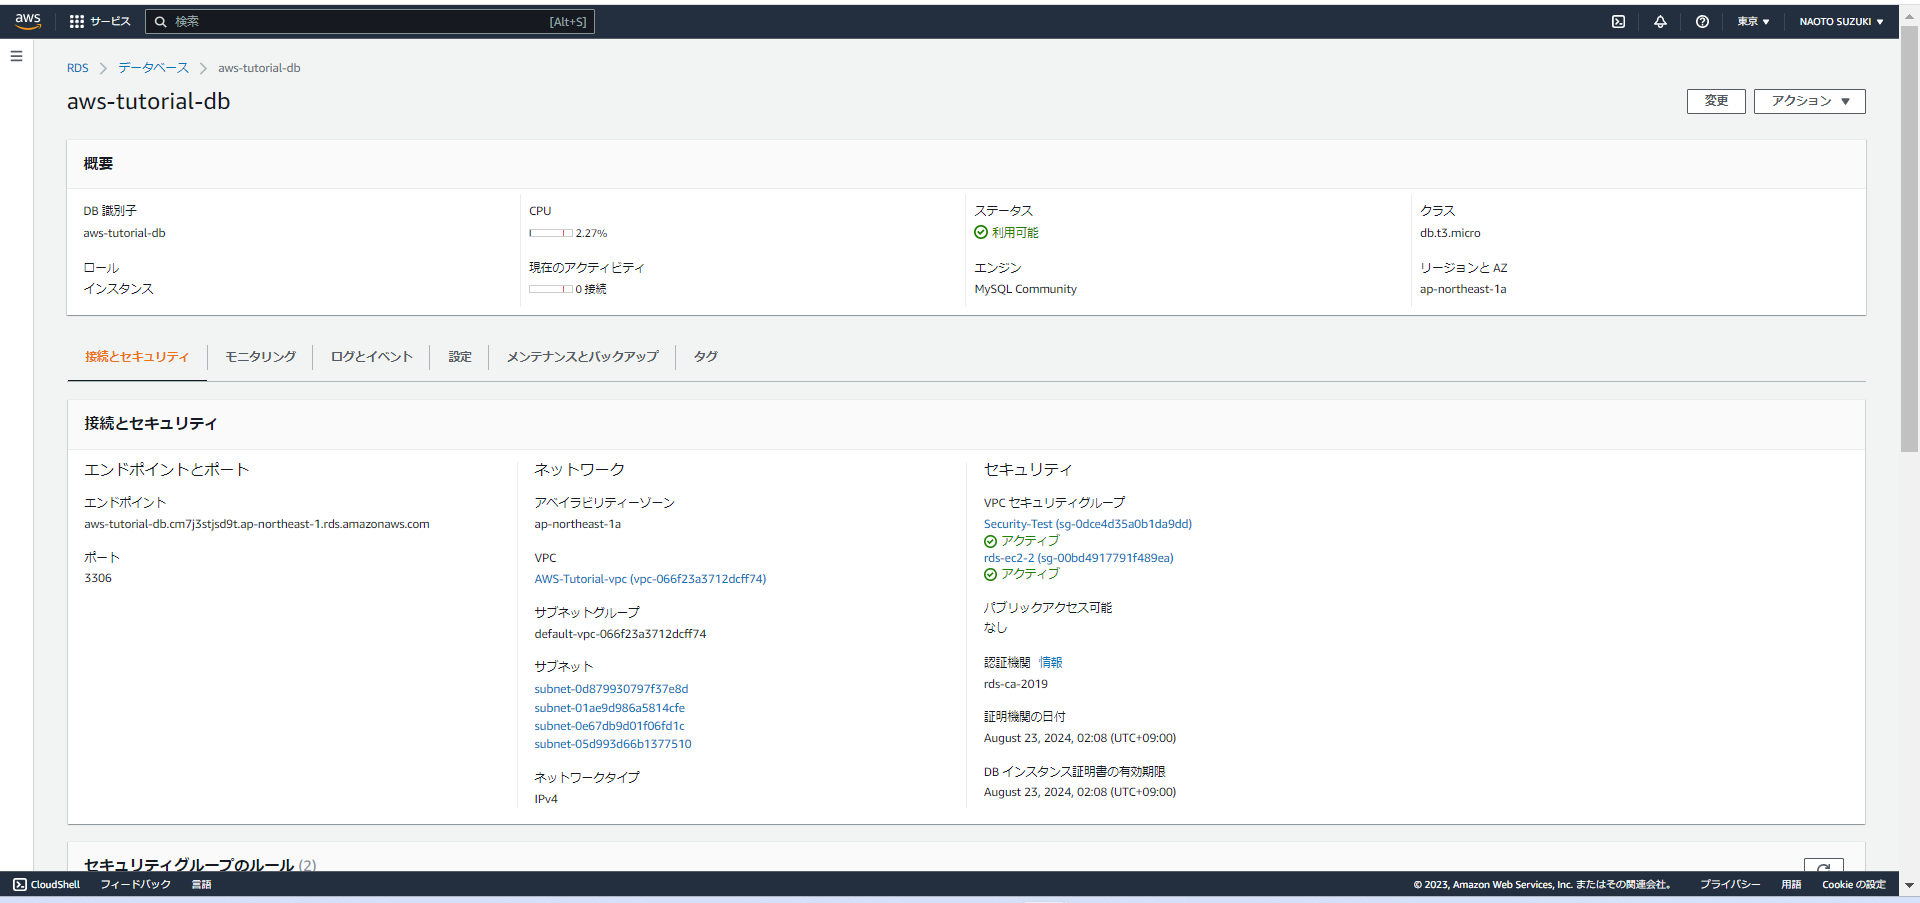 aws
サービス
検索
[Alt+S]
東京 ▼
NAOTO SUZUKI ▼
RDS > データベース > aws-tutorial-db
aws-tutorial-db
変更
アクション ▼
概要
DB 識別子
aws-tutorial-db
CPU
2.27%
ステータス
利用可能
クラス
db.t3.micro
ロール
インスタンス
現在のアクティビティ
0 接続
エンジン
MySQL Community
リージョンと AZ
ap-northeast-1a
接続とセキュリティ
モニタリング
ログとイベント
設定
メンテナンスとバックアップ
タグ
接続とセキュリティ
エンドポイントとポート
エンドポイント
aws-tutorial-db.cm7j3stjsd9t.ap-northeast-1.rds.amazonaws.com
ポート
3306
ネットワーク
アベイラビリティーゾーン
ap-northeast-1a
VPC
AWS-Tutorial-vpc (vpc-066f23a3712dcff74)
サブネットグループ
default-vpc-066f23a3712dcff74
サブネット
subnet-0d879930797f37e8d
subnet-01ae9d986a5814cfe
subnet-0e67db9d01f06fd1c
subnet-05d993d66b1377510
ネットワークタイプ
IPv4
セキュリティ
VPC セキュリティグループ
Security-Test (sg-0dce4d35a0b1da9dd)
アクティブ
rds-ec2-2 (sg-00bd4917791f489ea)
アクティブ
パブリックアクセス可能
なし
認証機関 情報
rds-ca-2019
証明機関の日付
August 23, 2024, 02:08 (UTC+09:00)
DB インスタンス証明書の有効期限
August 23, 2024, 02:08 (UTC+09:00)
セキュリティグループのルール (2)
CloudShell
フィードバック
言語
© 2023, Amazon Web Services, Inc. またはその関連会社。
プライバシー
用語
Cookie の設定